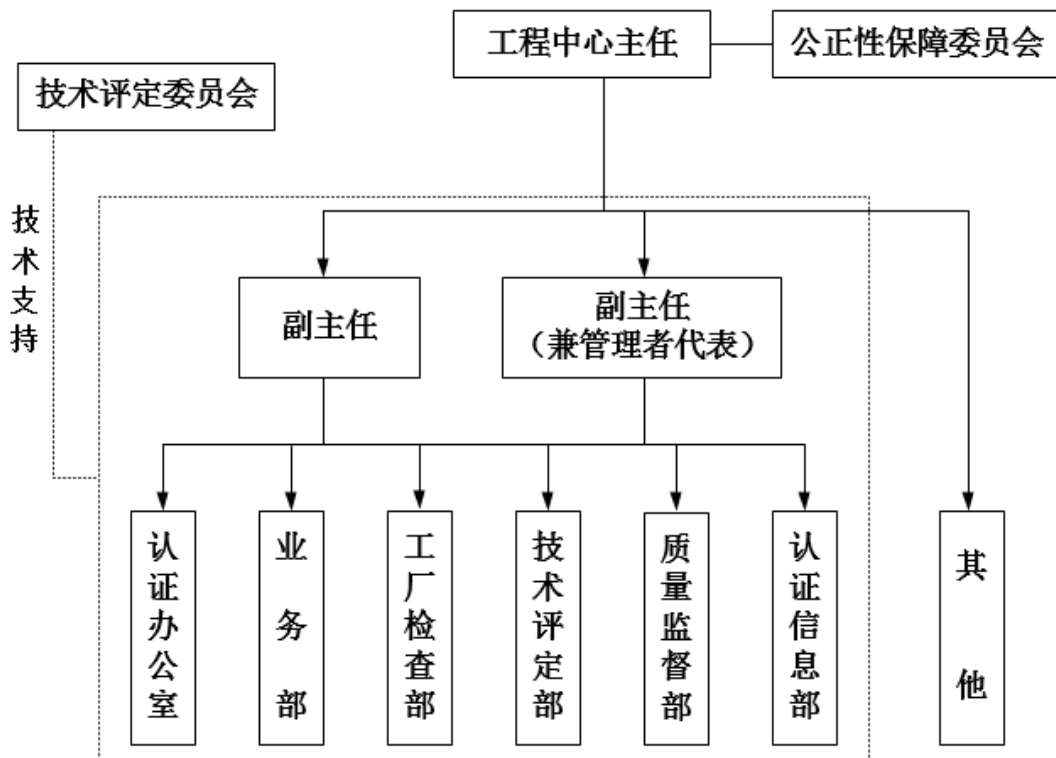 工程中心主任
公正性保障委员会
技术评定委员会
技术支持
副主任
副主任
（兼管理者代表）
认证办公室
业务部
工厂检查部
技术评定部
质量监督部
认证信息部
其他